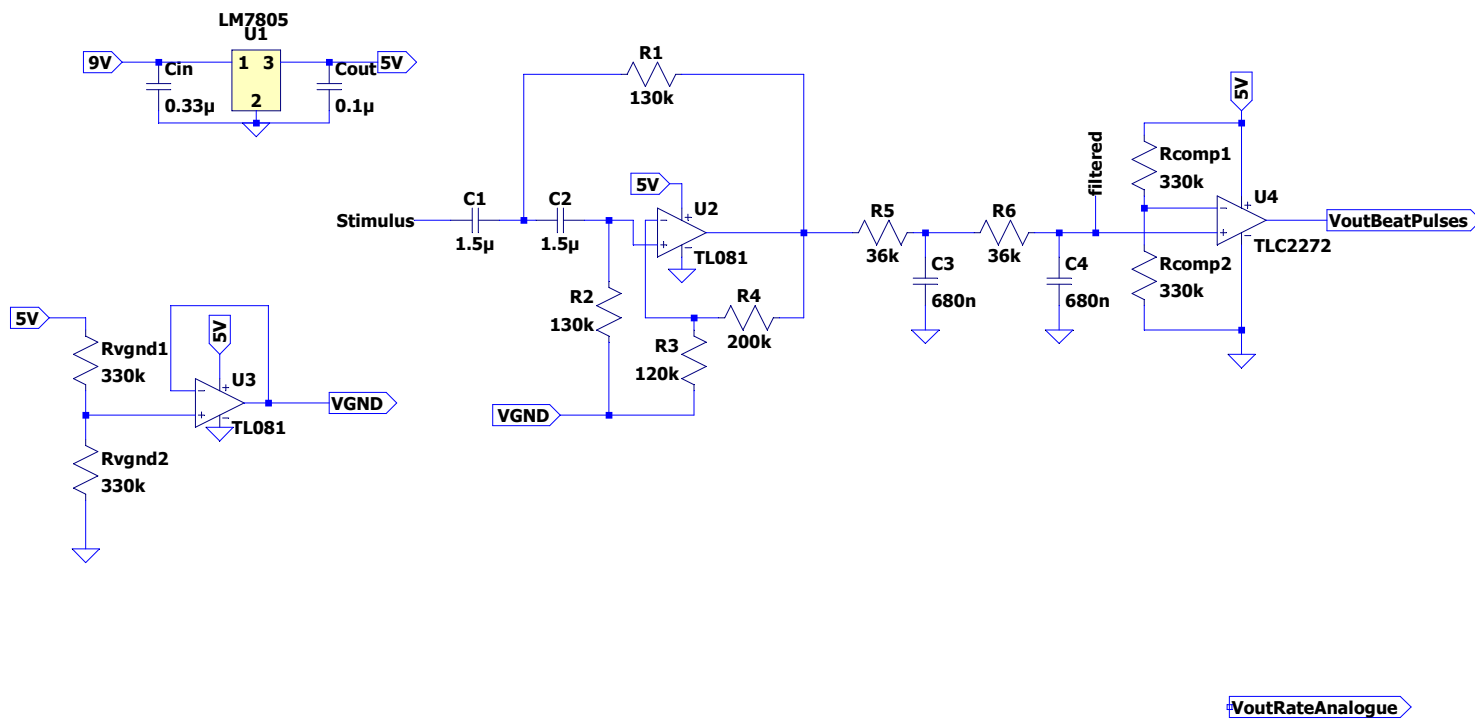 LM7805
U1
9V
Cin
0.33µ
1 3
2
Cout
0.1µ
5V
R1
130k
Stimulus
C1
1.5µ
C2
1.5µ
5V
U2
TL081
R2
130k
R3
120k
R4
200k
VGND
R5
36k
C3
680n
R6
36k
C4
680n
filtered
5V
Rcomp1
330k
Rcomp2
330k
U4
TLC2272
VoutBeatPulses
5V
Rvgnd1
330k
Rvgnd2
330k
5V
U3
TL081
VGND
VoutRateAnalogue